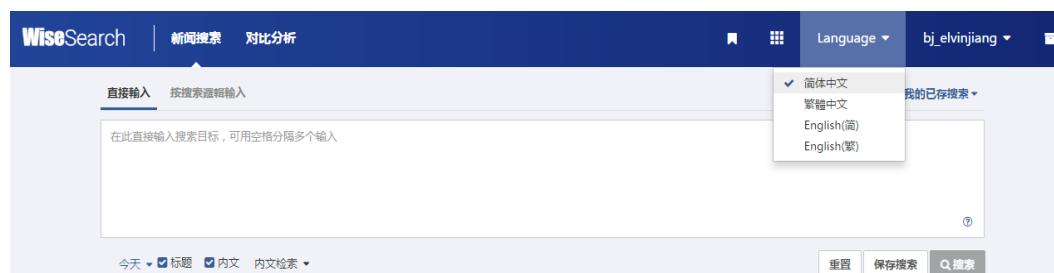 WiseSearch 新闻搜索 对比分析 Language bj_elvinjiang
直接输入 按搜索逻辑输入 我的已存搜索
简体中文
繁體中文
English(简)
English(繁)
在此直接输入搜索目标，可用空格分隔多个输入
今天 标题 内文 内文检索 重置 保存搜索 搜索